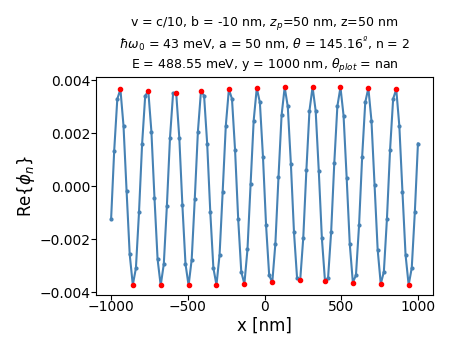 v = c/10, b = -10 nm, z_p=50 nm, z=50 nm
ħω₀ = 43 meV, a = 50 nm, θ = 145.16^g, n = 2
E = 488.55 meV, y = 1000 nm, θ_plot = nan
Re{ϕ_n}
0.004
0.002
0.000
−0.002
−0.004
−1000 −500 0 500 1000
x [nm]